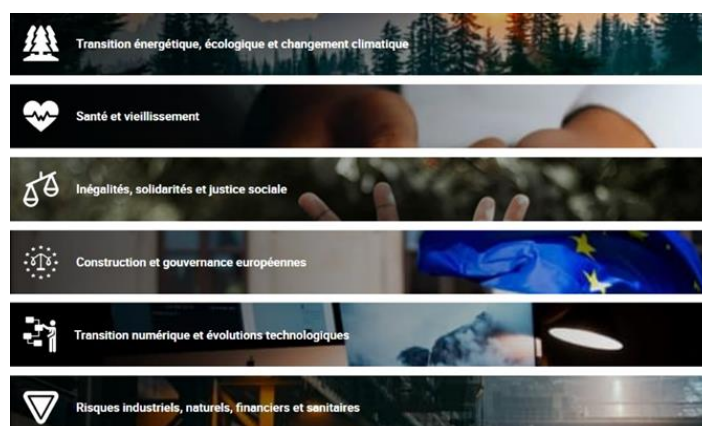 Transition énergétique, écologique et changement climatique
Santé et vieillissement
Inégalités, solidarités et justice sociale
Construction et gouvernance européennes
Transition numérique et évolutions technologiques
Risques industriels, naturels, financiers et sanitaires